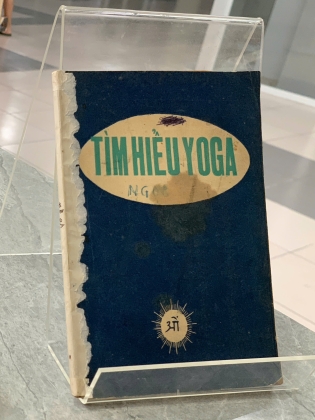 TÌM HIỂU YOGA
ओं